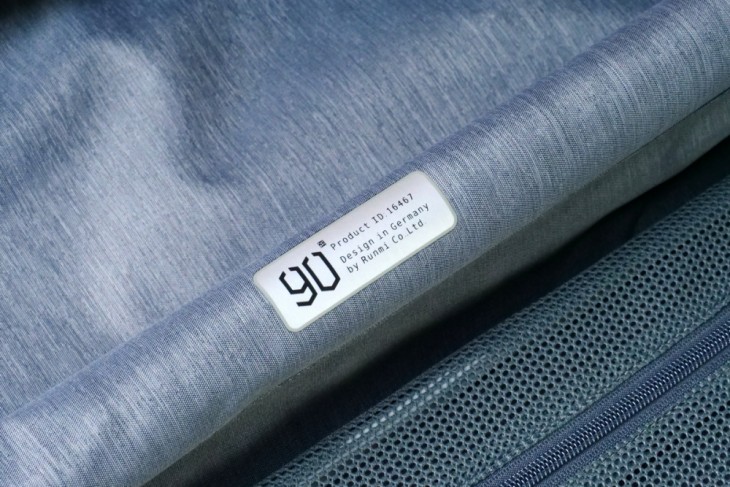 90
Product ID.16467
Design in Germany
by Runmi Co.Ltd